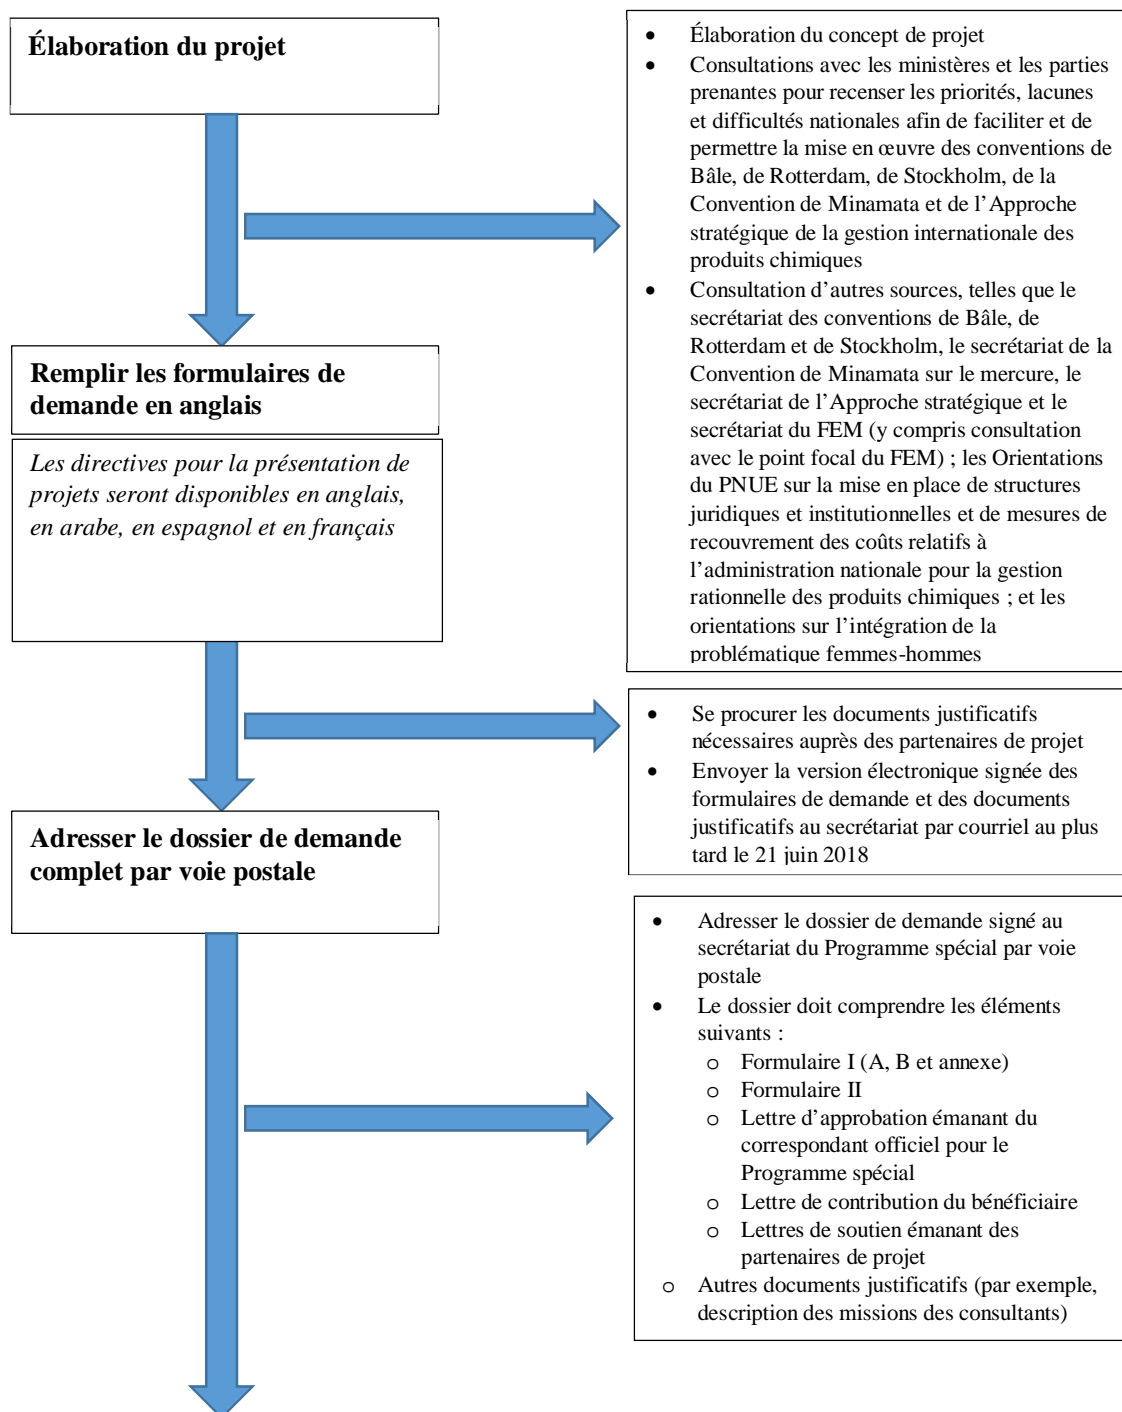 Élaboration du projet
• Élaboration du concept de projet
• Consultations avec les ministères et les parties
prenantes pour recenser les priorités, lacunes
et difficultés nationales afin de faciliter et de
permettre la mise en œuvre des conventions de
Bâle, de Rotterdam, de Stockholm, de la
Convention de Minamata et de l’Approche
stratégique de la gestion internationale des
produits chimiques
• Consultation d’autres sources, telles que le
secrétariat des conventions de Bâle, de
Rotterdam et de Stockholm, le secrétariat de la
Convention de Minamata sur le mercure, le
secrétariat de l’Approche stratégique et le
secrétariat du FEM (y compris consultation
avec le point focal du FEM) ; les Orientations
du PNUE sur la mise en place de structures
juridiques et institutionnelles et de mesures de
recouvrement des coûts relatifs à
l’administration nationale pour la gestion
rationnelle des produits chimiques ; et les
orientations sur l’intégration de la
problématique femmes-hommes
Remplir les formulaires de
demande en anglais
Les directives pour la présentation de
projets seront disponibles en anglais,
en arabe, en espagnol et en français
• Se procurer les documents justificatifs
nécessaires auprès des partenaires de projet
• Envoyer la version électronique signée des
formulaires de demande et des documents
justificatifs au secrétariat par courriel au plus
tard le 21 juin 2018
Adresser le dossier de demande
complet par voie postale
• Adresser le dossier de demande signé au
secrétariat du Programme spécial par voie
postale
• Le dossier doit comprendre les éléments
suivants :
o Formulaire I (A, B et annexe)
o Formulaire II
o Lettre d’approbation émanant du
correspondant officiel pour le
Programme spécial
o Lettre de contribution du bénéficiaire
o Lettres de soutien émanant des
partenaires de projet
o Autres documents justificatifs (par exemple,
description des missions des consultants)